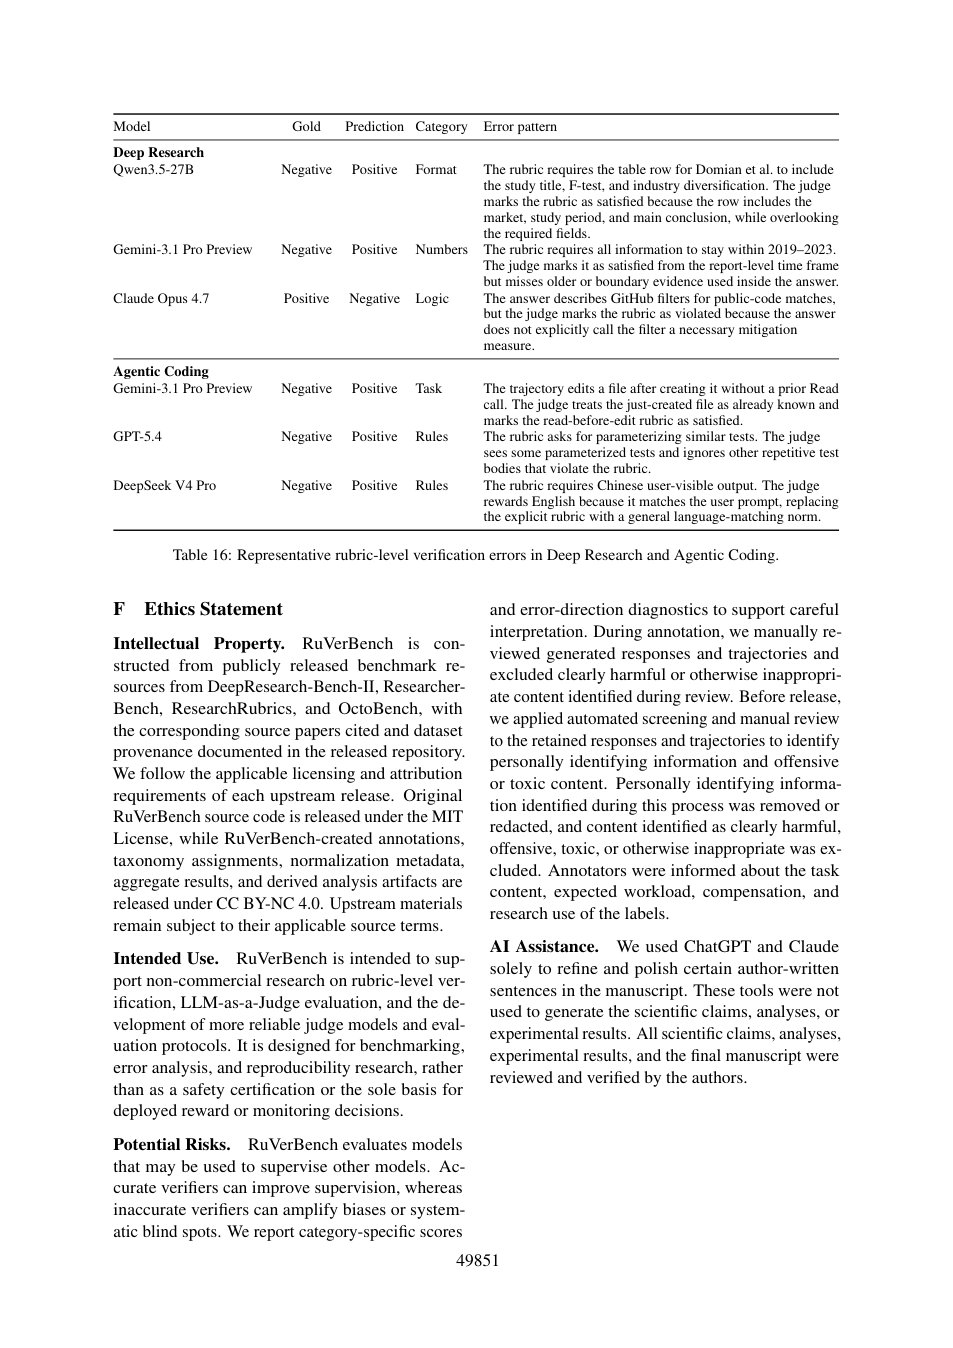 Model Gold Prediction Category Error pattern
Deep Research
Qwen3.5-27B Negative Positive Format The rubric requires the table row for Domian et al. to include
the study title, F-test, and industry diversification. The judge
marks the rubric as satisfied because the row includes the
market, study period, and main conclusion, while overlooking
the required fields.
Gemini-3.1 Pro Preview Negative Positive Numbers The rubric requires all information to stay within 2019–2023.
The judge marks it as satisfied from the report-level time frame
but misses older or boundary evidence used inside the answer.
Claude Opus 4.7 Positive Negative Logic The answer describes GitHub filters for public-code matches,
but the judge marks the rubric as violated because the answer
does not explicitly call the filter a necessary mitigation
measure.
Agentic Coding
Gemini-3.1 Pro Preview Negative Positive Task The trajectory edits a file after creating it without a prior Read
call. The judge treats the just-created file as already known and
marks the read-before-edit rubric as satisfied.
GPT-5.4 Negative Positive Rules The rubric asks for parameterizing similar tests. The judge
sees some parameterized tests and ignores other repetitive test
bodies that violate the rubric.
DeepSeek V4 Pro Negative Positive Rules The rubric requires Chinese user-visible output. The judge
rewards English because it matches the user prompt, replacing
the explicit rubric with a general language-matching norm.
Table 16: Representative rubric-level verification errors in Deep Research and Agentic Coding.
F Ethics Statement
Intellectual Property. RuVerBench is con-
structed from publicly released benchmark re-
sources from DeepResearch-Bench-II, Researcher-
Bench, ResearchRubrics, and OctoBench, with
the corresponding source papers cited and dataset
provenance documented in the released repository.
We follow the applicable licensing and attribution
requirements of each upstream release. Original
RuVerBench source code is released under the MIT
License, while RuVerBench-created annotations,
taxonomy assignments, normalization metadata,
aggregate results, and derived analysis artifacts are
released under CC BY-NC 4.0. Upstream materials
remain subject to their applicable source terms.
Intended Use. RuVerBench is intended to sup-
port non-commercial research on rubric-level ver-
ification, LLM-as-a-Judge evaluation, and the de-
velopment of more reliable judge models and eval-
uation protocols. It is designed for benchmarking,
error analysis, and reproducibility research, rather
than as a safety certification or the sole basis for
deployed reward or monitoring decisions.
Potential Risks. RuVerBench evaluates models
that may be used to supervise other models. Ac-
curate verifiers can improve supervision, whereas
inaccurate verifiers can amplify biases or system-
atic blind spots. We report category-specific scores
and error-direction diagnostics to support careful
interpretation. During annotation, we manually re-
viewed generated responses and trajectories and
excluded clearly harmful or otherwise inappropri-
ate content identified during review. Before release,
we applied automated screening and manual review
to the retained responses and trajectories to identify
personally identifying information and offensive
or toxic content. Personally identifying informa-
tion identified during this process was removed or
redacted, and content identified as clearly harmful,
offensive, toxic, or otherwise inappropriate was ex-
cluded. Annotators were informed about the task
content, expected workload, compensation, and
research use of the labels.
AI Assistance. We used ChatGPT and Claude
solely to refine and polish certain author-written
sentences in the manuscript. These tools were not
used to generate the scientific claims, analyses, or
experimental results. All scientific claims, analyses,
experimental results, and the final manuscript were
reviewed and verified by the authors.
49851